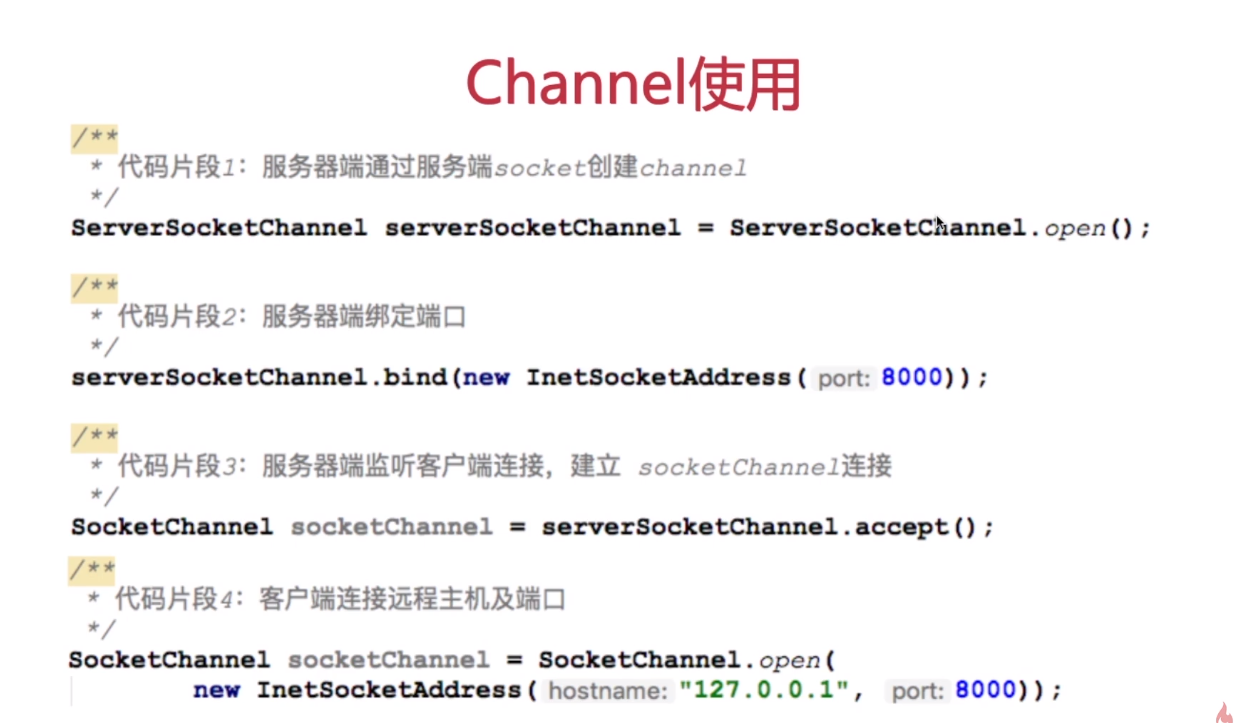 Channel使用
/**
 * 代码片段1：服务器端通过服务端socket创建channel
 */
ServerSocketChannel serverSocketChannel = ServerSocketChannel.open();
/**
 * 代码片段2：服务器端绑定端口
 */
serverSocketChannel.bind(new InetSocketAddress( port: 8000));
/**
 * 代码片段3：服务器端监听客户端连接，建立 socketChannel连接
 */
SocketChannel socketChannel = serverSocketChannel.accept();
/**
 * 代码片段4：客户端连接远程主机及端口
 */
SocketChannel socketChannel = SocketChannel.open(
        new InetSocketAddress( hostname: "127.0.0.1", port: 8000));